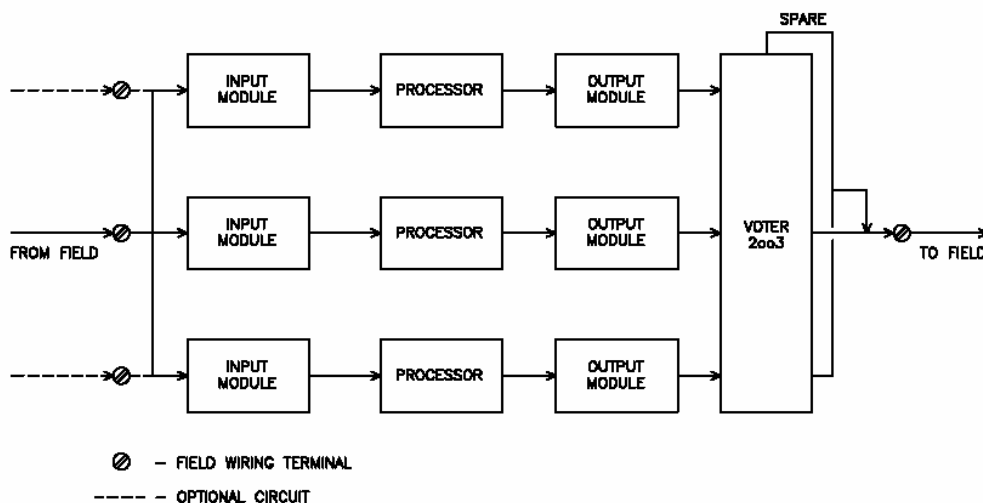 SPARE
INPUT
MODULE
PROCESSOR
OUTPUT
MODULE
INPUT
MODULE
PROCESSOR
OUTPUT
MODULE
VOTER
2oo3
FROM FIELD
TO FIELD
INPUT
MODULE
PROCESSOR
OUTPUT
MODULE
– FIELD WIRING TERMINAL
– OPTIONAL CIRCUIT